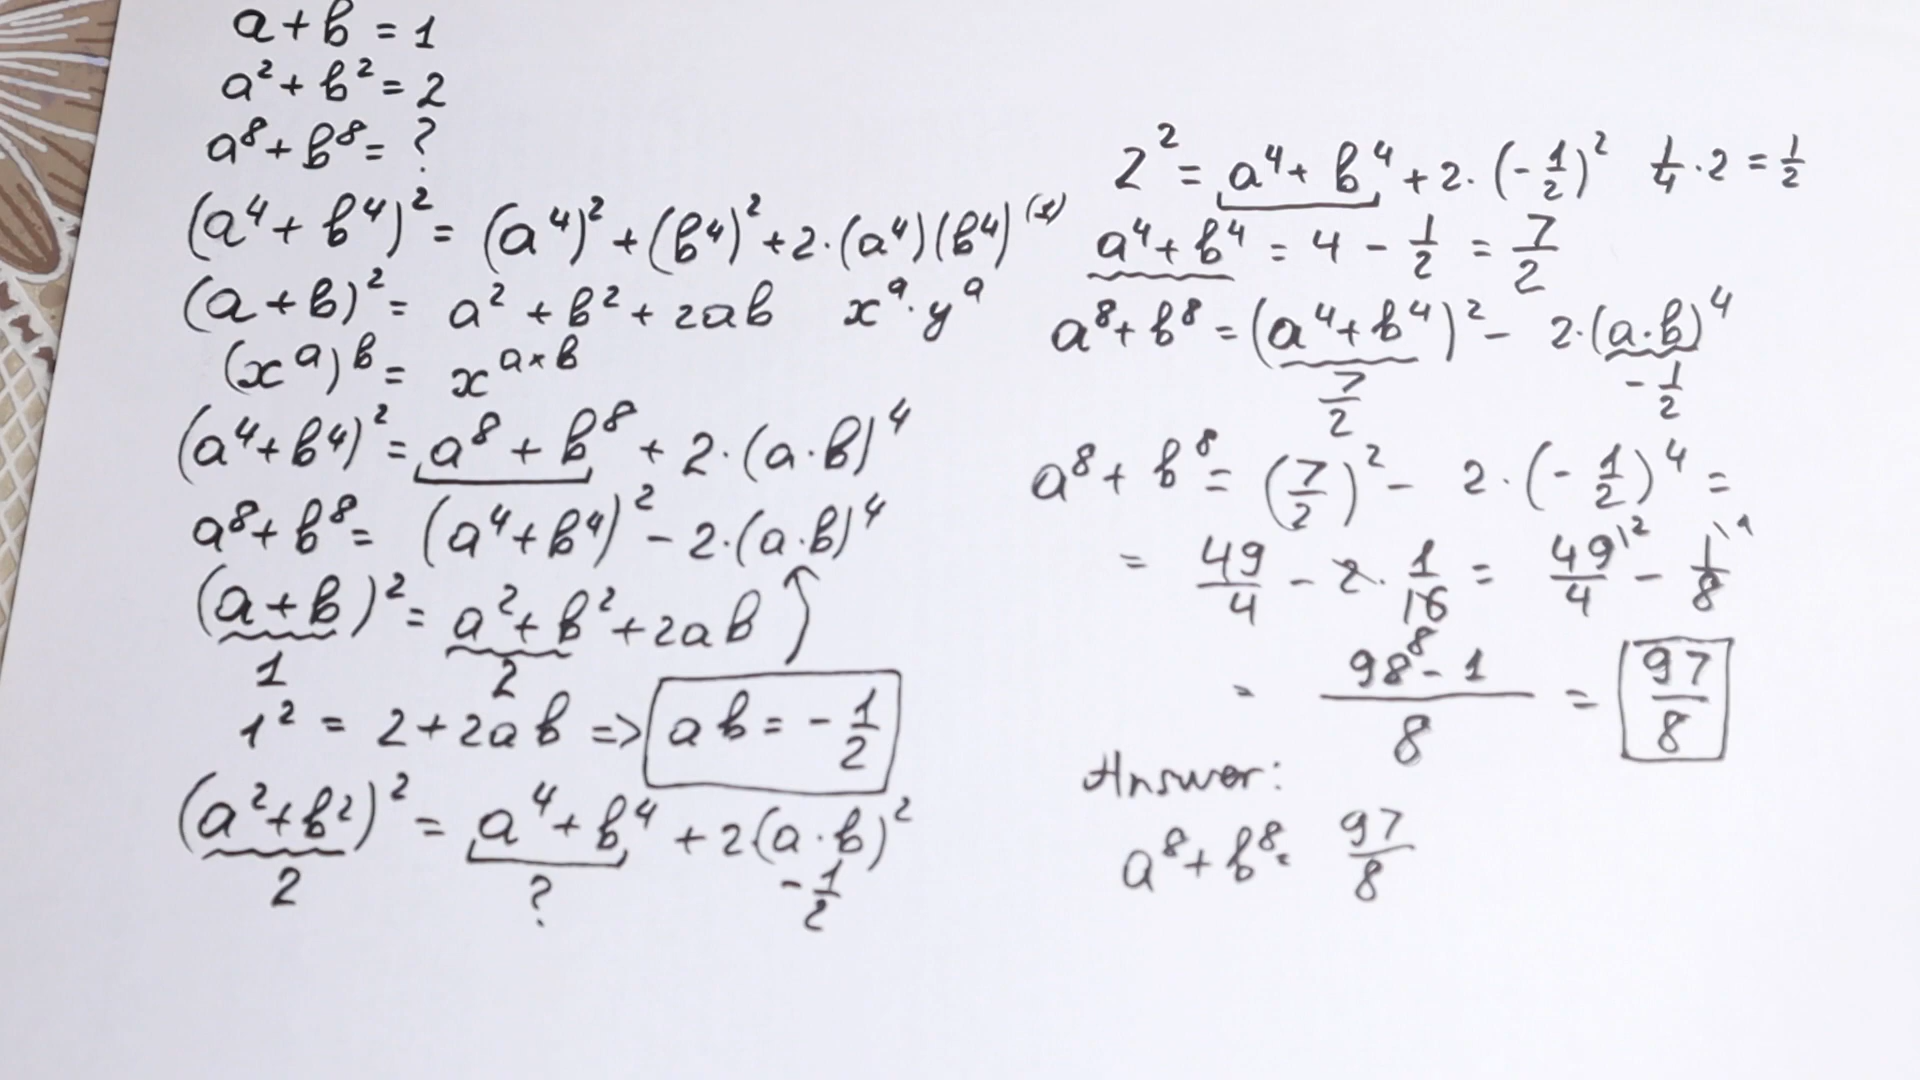 a + b = 1
a² + b² = 2
a⁸ + b⁸ = ?
(a⁴ + b⁴)² = (a⁴)² + (b⁴)² + 2·(a⁴)(b⁴)
(a + b)² = a² + b² + 2ab   xᵃ·yᵃ
(xᵃ)ᵇ = xᵃˣᵇ
(a⁴ + b⁴)² = a⁸ + b⁸ + 2·(a·b)⁴
a⁸ + b⁸ = (a⁴ + b⁴)² - 2·(a·b)⁴
(a + b)² = a² + b² + 2ab
1   2
1² = 2 + 2ab => ab = -1/2
(a² + b²)² = a⁴ + b⁴ + 2(a·b)²
2   ?   -1/2
2² = a⁴ + b⁴ + 2·(-1/2)²   1/4·2 = 1/2
a⁴ + b⁴ = 4 - 1/2 = 7/2
a⁸ + b⁸ = (a⁴ + b⁴)² - 2·(a·b)⁴
7/2   -1/2
a⁸ + b⁸ = (7/2)² - 2·(-1/2)⁴ =
= 49/4 - 2·1/16 = 49\²/4 - 1\¹/8
8
= (98 - 1)/8 = 97/8
Answer:
a⁸ + b⁸ = 97/8